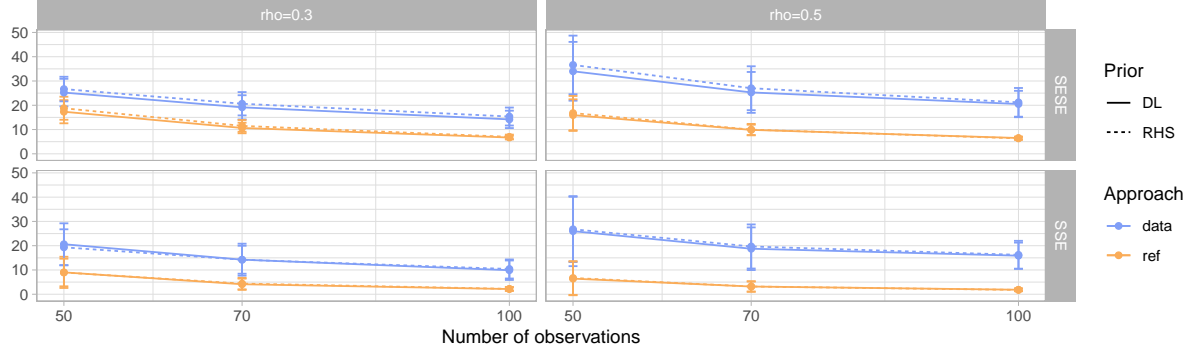 rho=0.3
rho=0.5
50
40
30
20
10
0
SESE
50
40
30
20
10
0
SSE
50
70
100
50
70
100
Number of observations
Prior
DL
RHS
Approach
data
ref